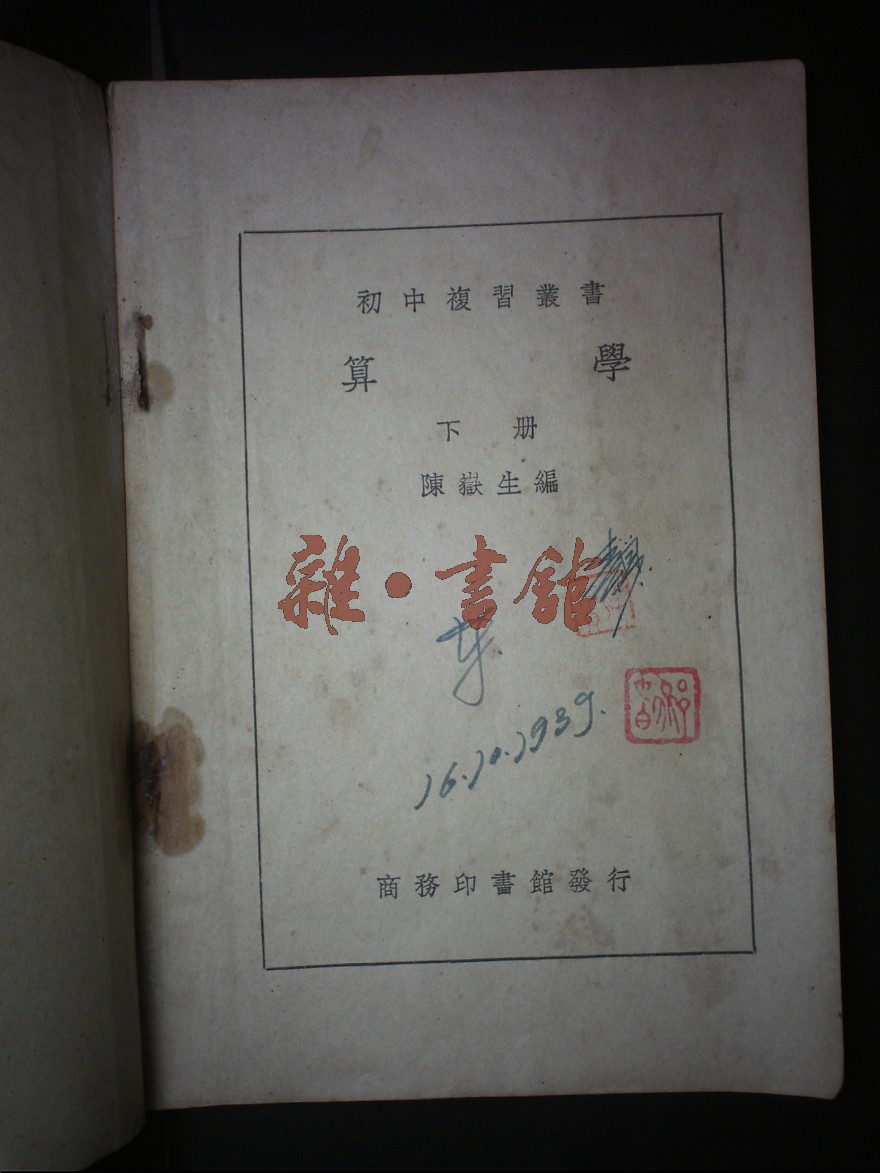 初中複習叢書
算學
下册
陳嶽生編
雜·書館
16.10.1939.
商務印書館發行